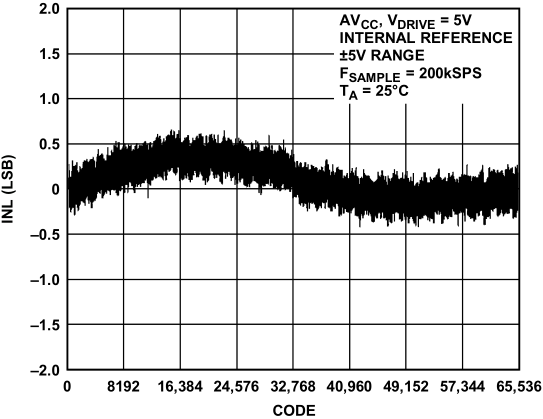 2.0
1.5
1.0
0.5
0
–0.5
–1.0
–1.5
–2.0
INL (LSB)
AVCC, VDRIVE = 5V
INTERNAL REFERENCE
±5V RANGE
FSAMPLE = 200kSPS
TA = 25°C
0 8192 16,384 24,576 32,768 40,960 49,152 57,344 65,536
CODE